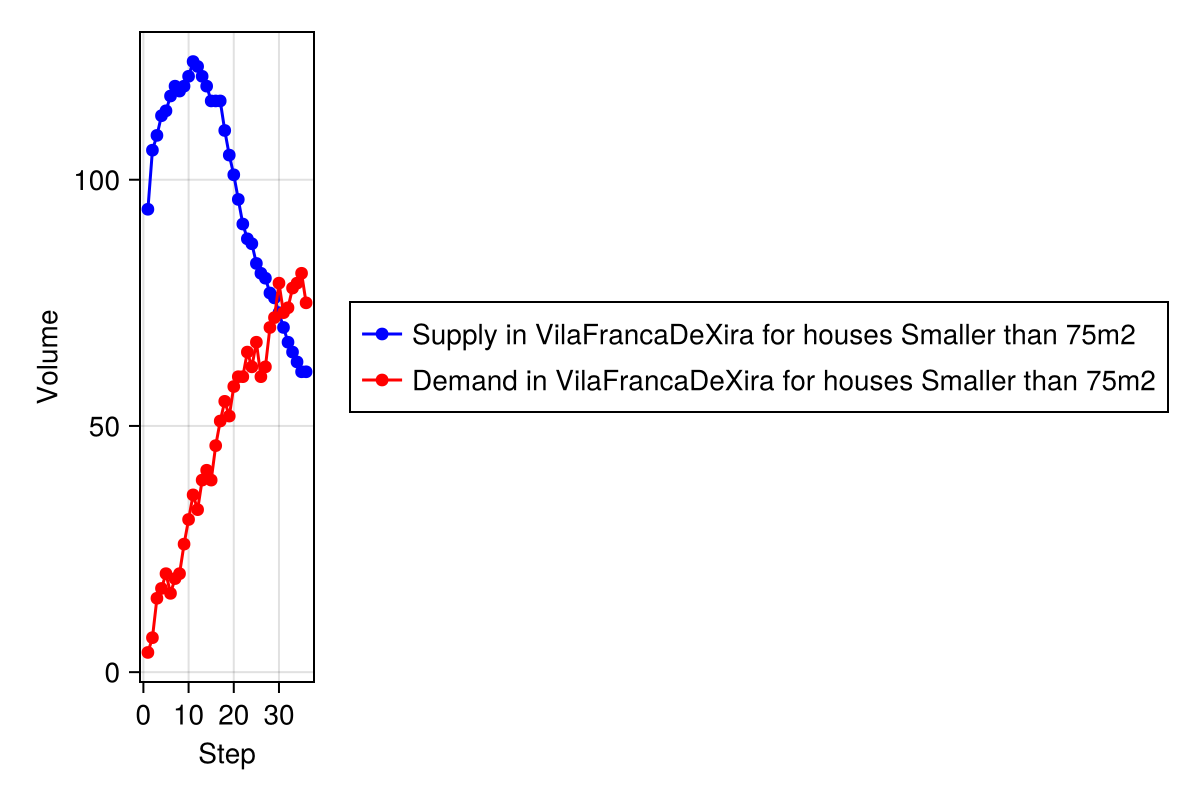 100
50
0
Volume
0 10 20 30
Step
Supply in VilaFrancaDeXira for houses Smaller than 75m2
Demand in VilaFrancaDeXira for houses Smaller than 75m2